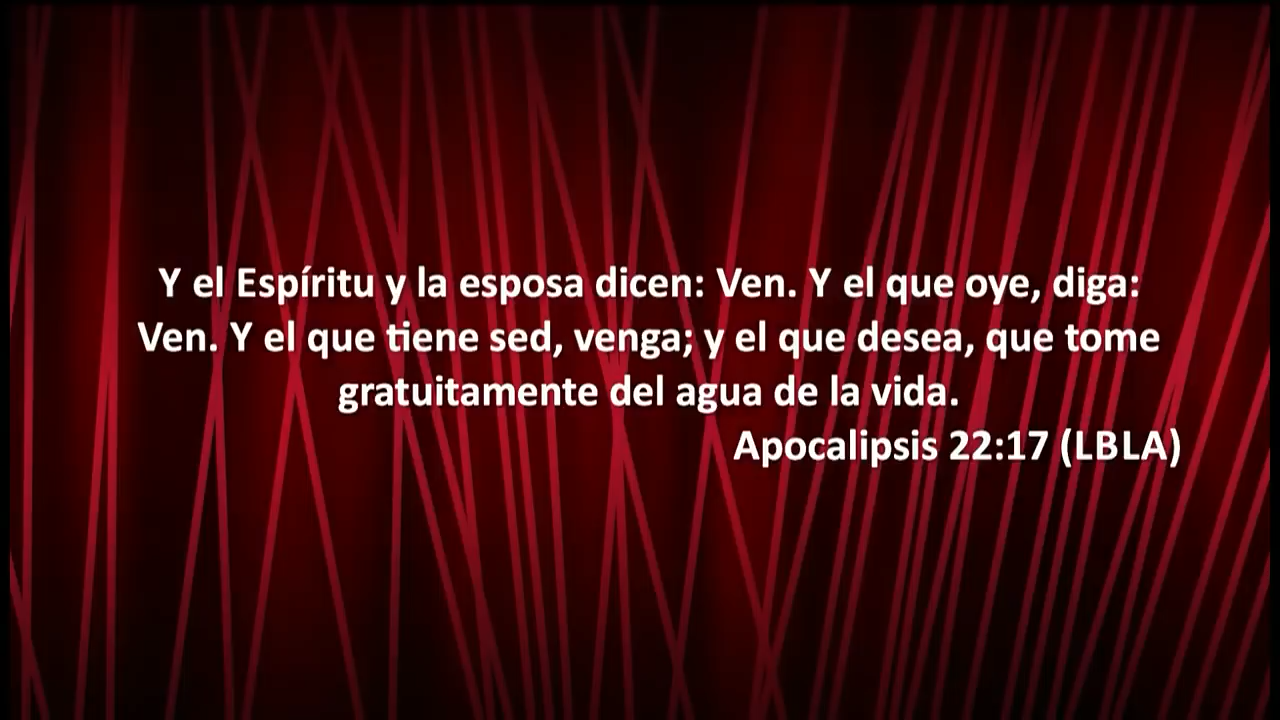 Y el Espíritu y la esposa dicen: Ven. Y el que oye, diga:
Ven. Y el que tiene sed, venga; y el que desea, que tome
gratuitamente del agua de la vida.
Apocalipsis 22:17 (LBLA)